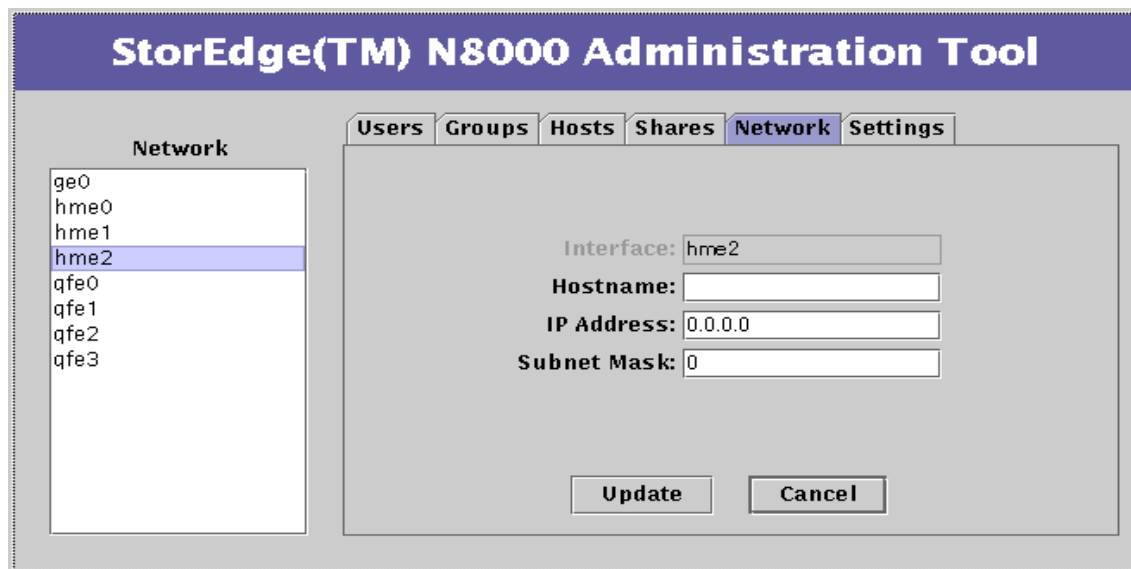 StorEdge(TM) N8000 Administration Tool
Users Groups Hosts Shares Network Settings
Network
ge0
hme0
hme1
hme2
qfe0
qfe1
qfe2
qfe3
Interface: hme2
Hostname:
IP Address: 0.0.0.0
Subnet Mask: 0
Update Cancel